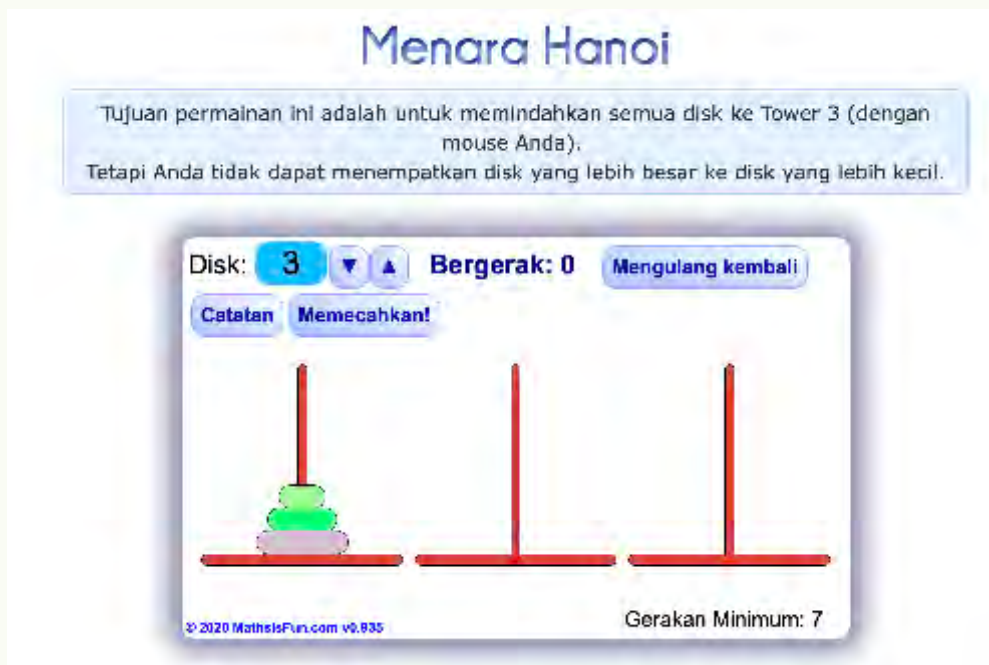 Menara Hanoi
Tujuan permainan ini adalah untuk memindahkan semua disk ke Tower 3 (dengan
mouse Anda).
Tetapi Anda tidak dapat menempatkan disk yang lebih besar ke disk yang lebih kecil.
Disk: 3 ▼ ▲ Bergerak: 0 Mengulang kembali
Catatan Memecahkan!
Gerakan Minimum: 7
© 2020 MathsIsFun.com v0.935